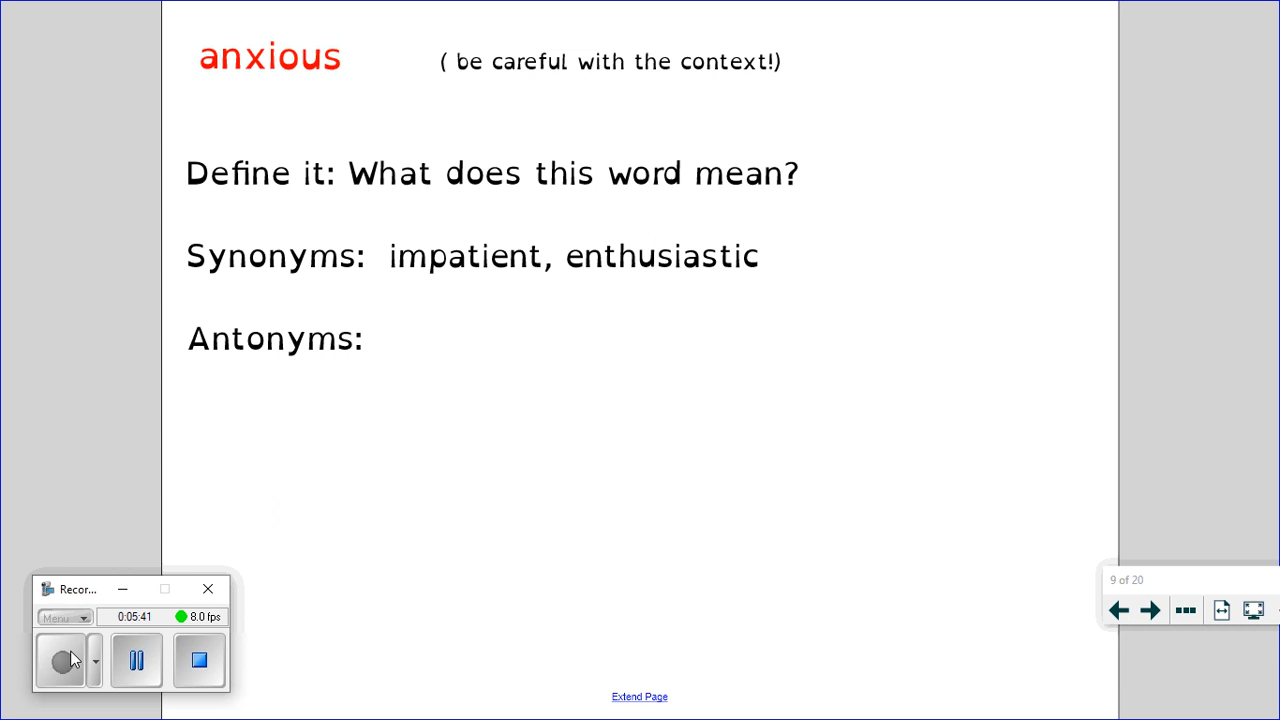 anxious ( be careful with the context!)
Define it: What does this word mean?
Synonyms: impatient, enthusiastic
Antonyms:
Recor...
Menu
0:05:41 8.0 fps
9 of 20
Extend Page